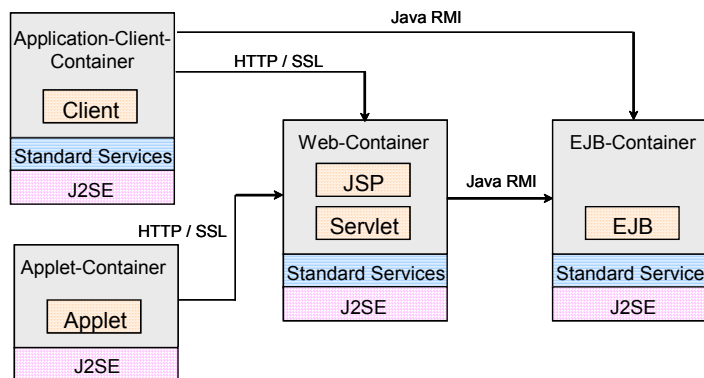 Java RMI
Application-Client-
Container
HTTP / SSL
Client
Standard Services
J2SE
Web-Container
JSP
Servlet
Standard Services
J2SE
Java RMI
EJB-Container
EJB
Standard Service
J2SE
HTTP / SSL
Applet-Container
Applet
J2SE